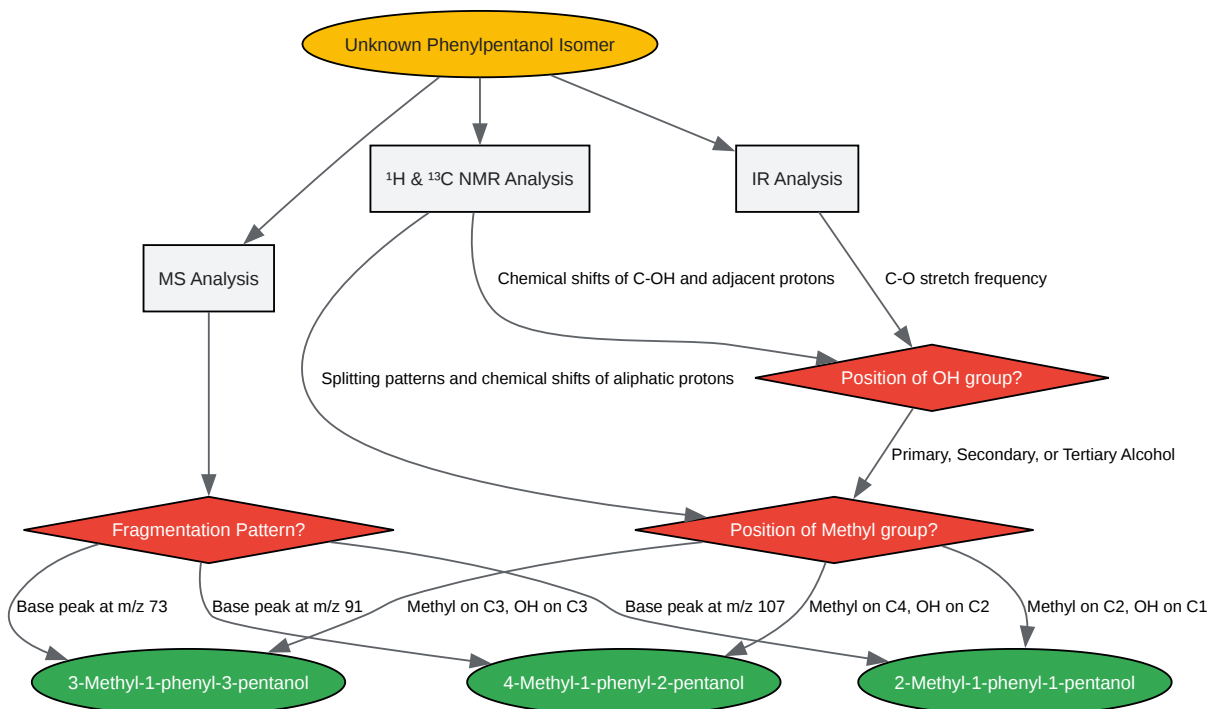 Unknown Phenylpentanol Isomer
¹H & ¹³C NMR Analysis
IR Analysis
MS Analysis
Chemical shifts of C-OH and adjacent protons
C-O stretch frequency
Splitting patterns and chemical shifts of aliphatic protons
Position of OH group?
Primary, Secondary, or Tertiary Alcohol
Fragmentation Pattern?
Position of Methyl group?
Base peak at m/z 73
Base peak at m/z 91
Methyl on C3, OH on C3
Base peak at m/z 107
Methyl on C4, OH on C2
Methyl on C2, OH on C1
3-Methyl-1-phenyl-3-pentanol
4-Methyl-1-phenyl-2-pentanol
2-Methyl-1-phenyl-1-pentanol